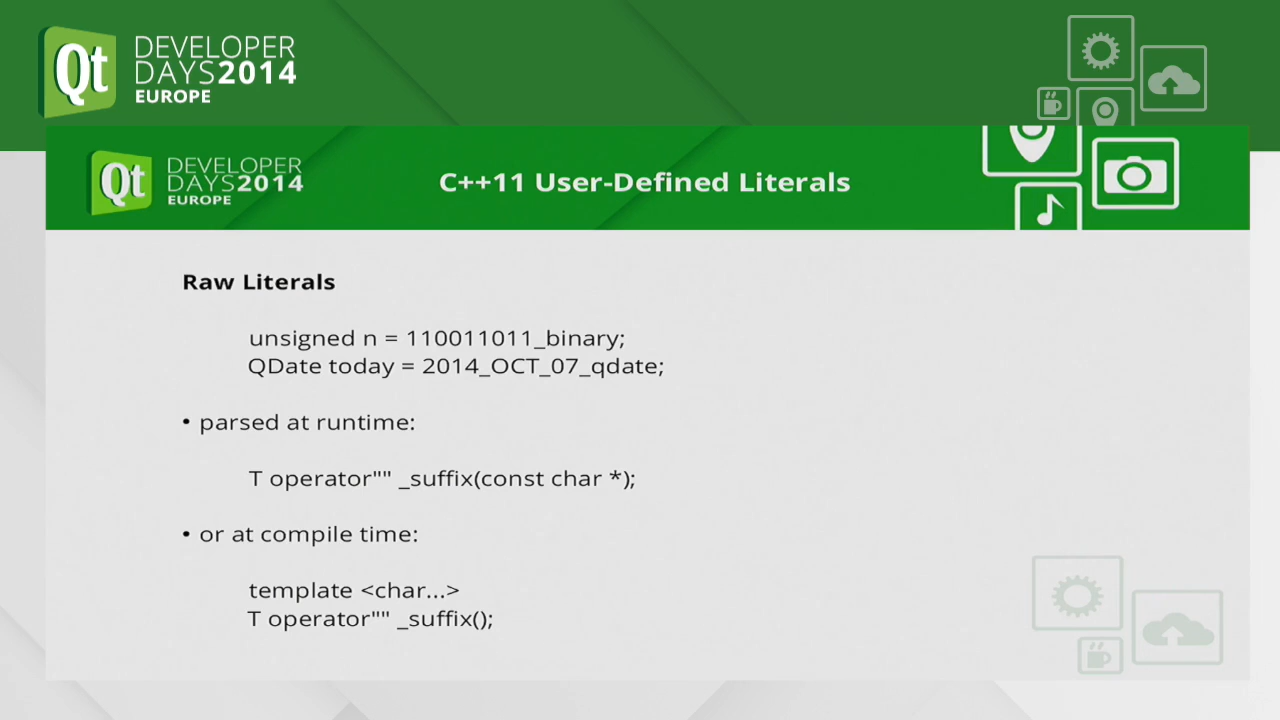 Qt
DEVELOPER
DAYS2014
EUROPE
Qt
DEVELOPER
DAYS2014
EUROPE
C++11 User-Defined Literals
Raw Literals
unsigned n = 110011011_binary;
QDate today = 2014_OCT_07_qdate;
• parsed at runtime:
T operator"" _suffix(const char *);
• or at compile time:
template <char...>
T operator"" _suffix();